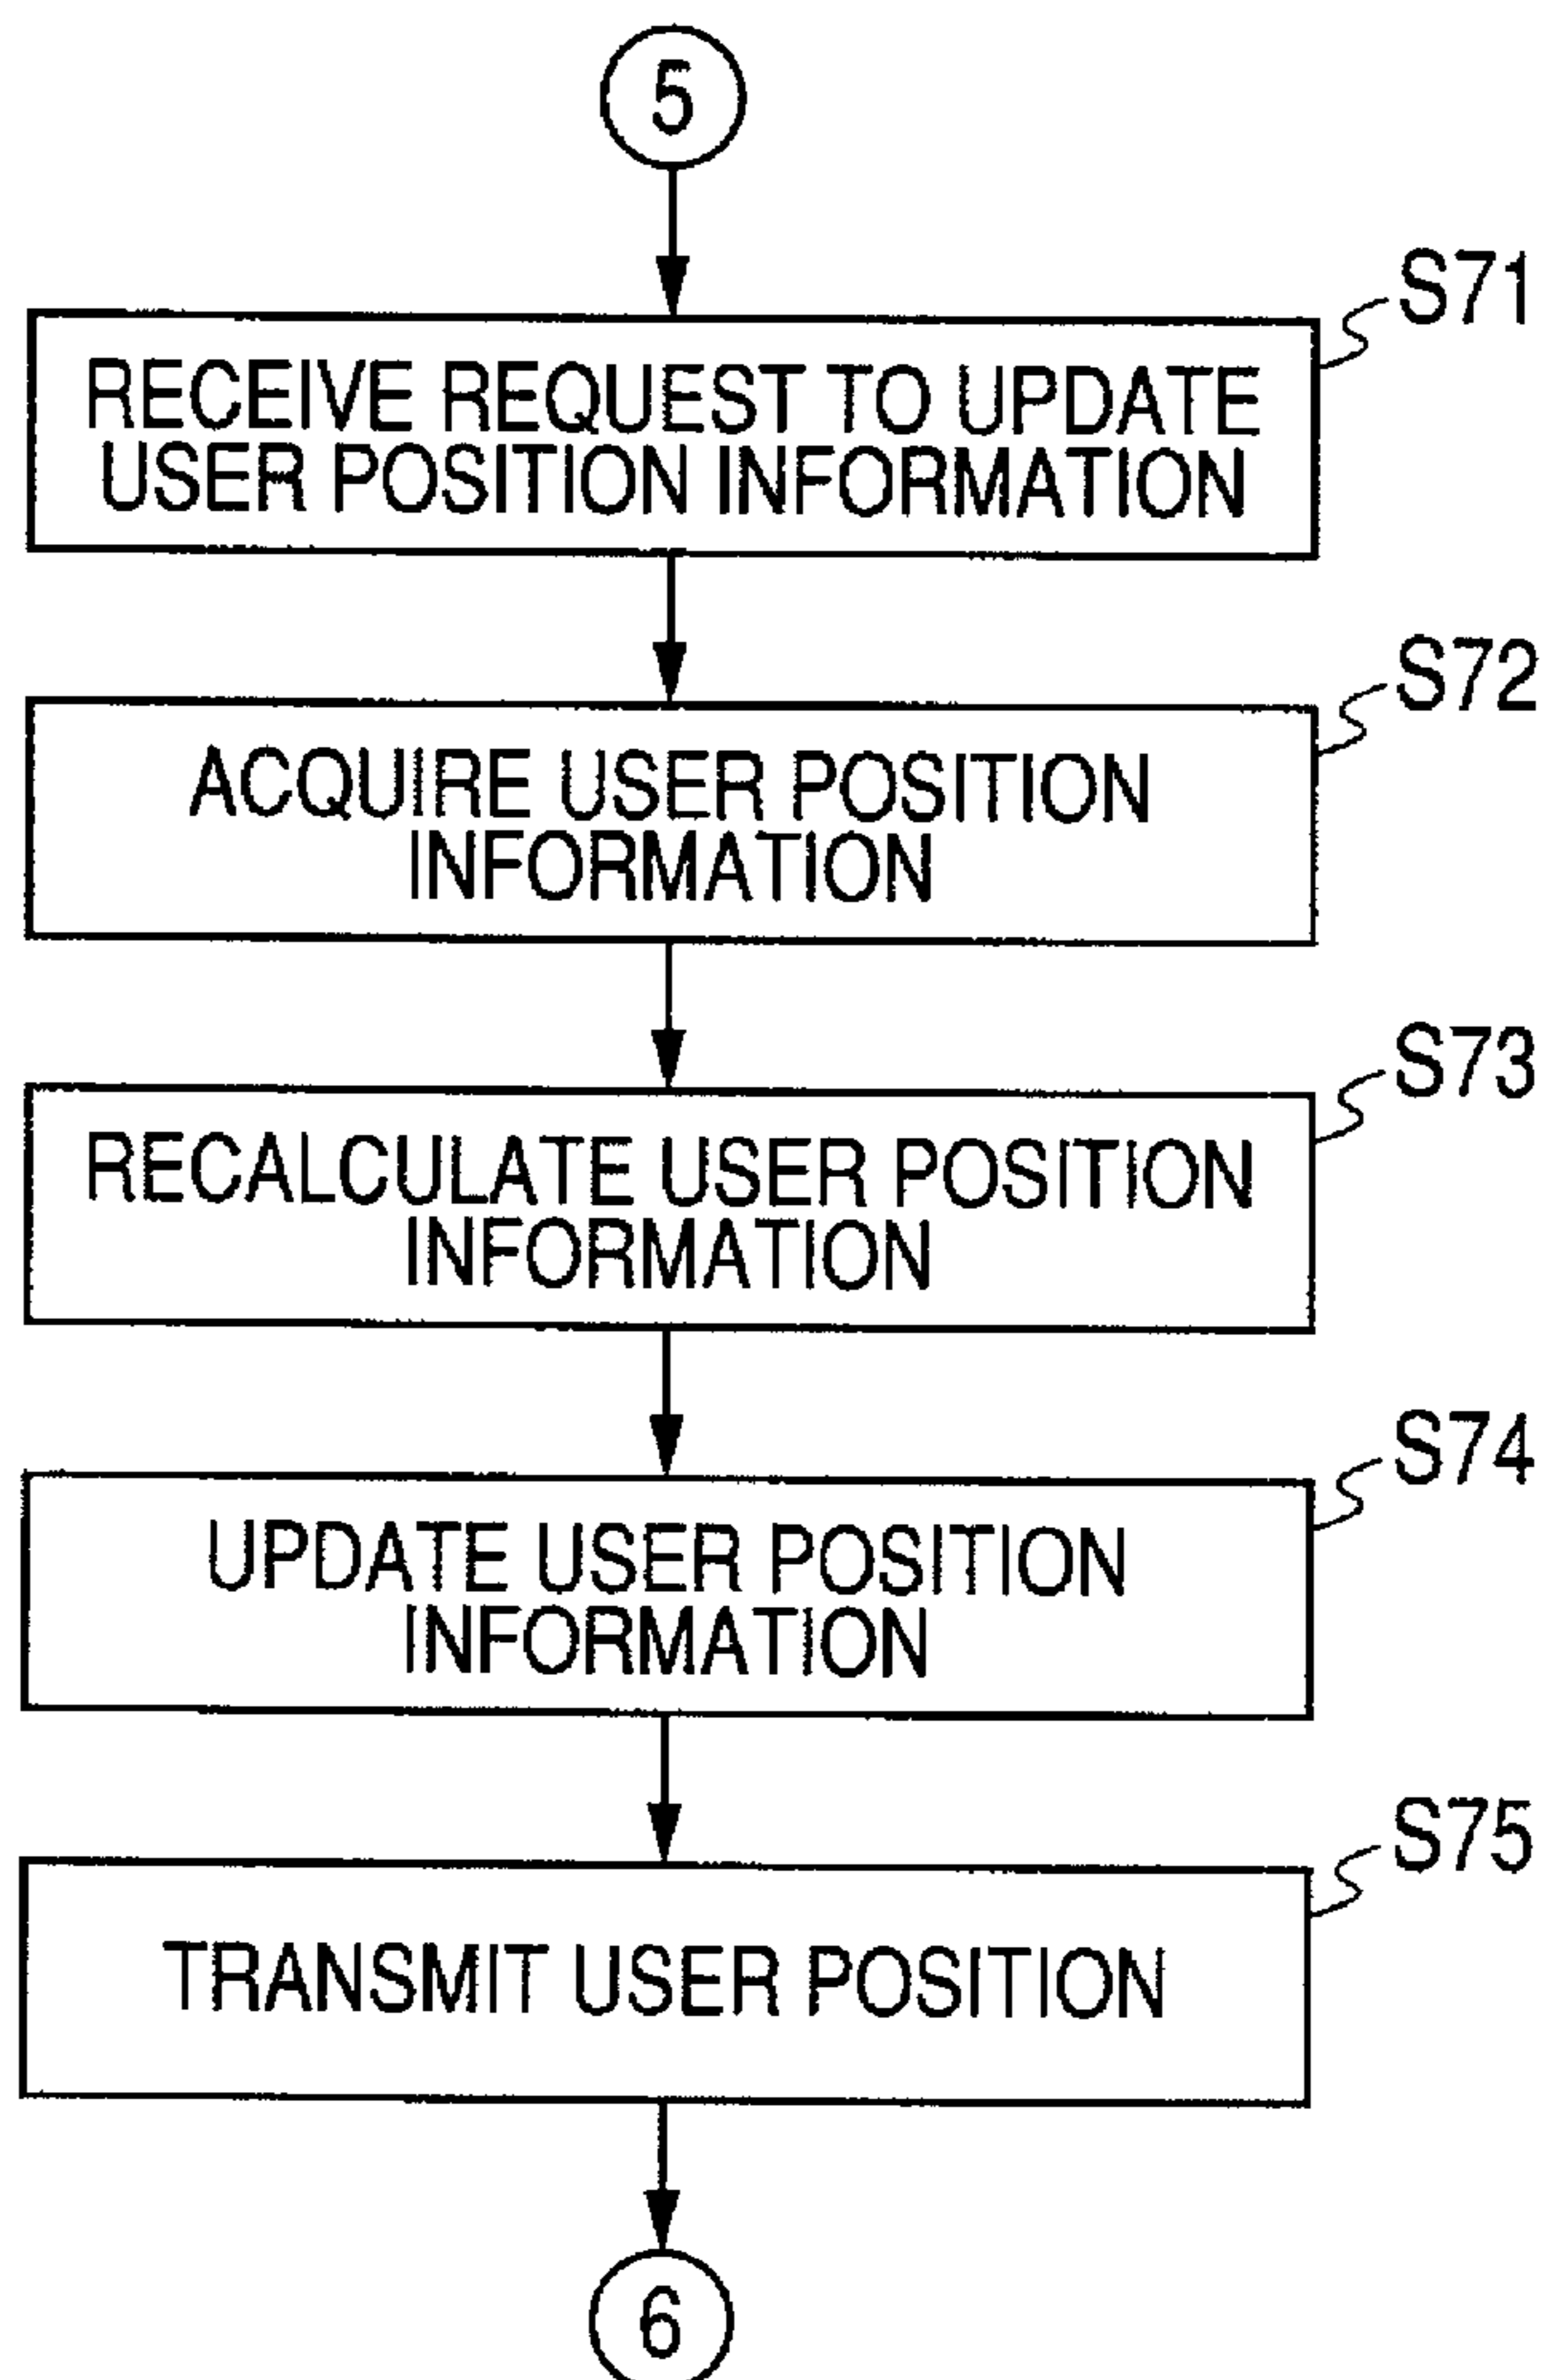 5
S71
RECEIVE REQUEST TO UPDATE
USER POSITION INFORMATION
S72
ACQUIRE USER POSITION
INFORMATION
S73
RECALCULATE USER POSITION
INFORMATION
S74
UPDATE USER POSITION
INFORMATION
S75
TRANSMIT USER POSITION
6